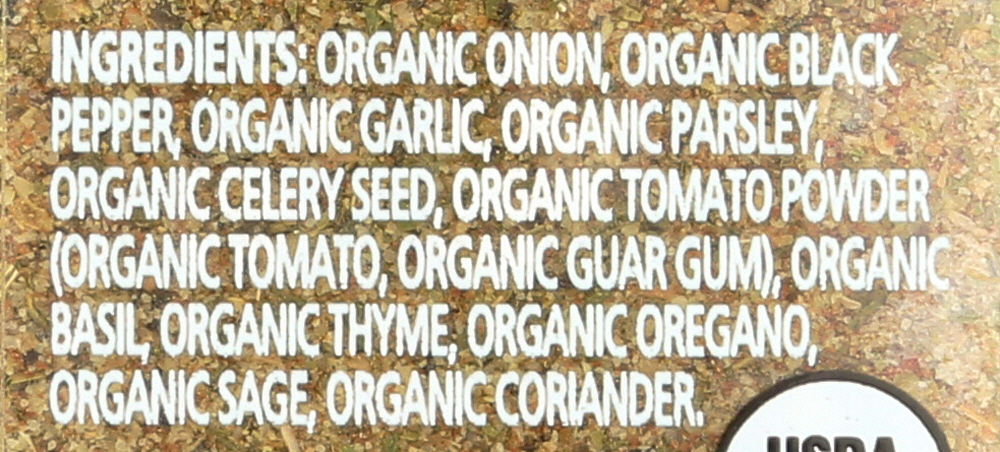 INGREDIENTS: ORGANIC ONION, ORGANIC BLACK
PEPPER, ORGANIC GARLIC, ORGANIC PARSLEY,
ORGANIC CELERY SEED, ORGANIC TOMATO POWDER
(ORGANIC TOMATO, ORGANIC GUAR GUM), ORGANIC
BASIL, ORGANIC THYME, ORGANIC OREGANO,
ORGANIC SAGE, ORGANIC CORIANDER.
USDA